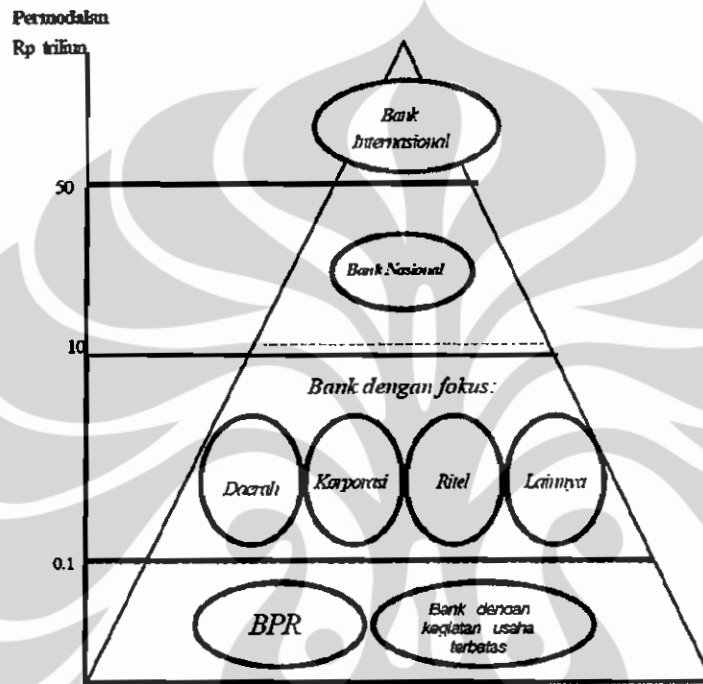 Permodalan
Rp triliun
Bank
Internasional
50
Bank Nasional
10
Bank dengan fokus:
Daerah
Korporasi
Ritel
Lainnya
0.1
BPR
Bank dengan
kegiatan usaha
terbatas